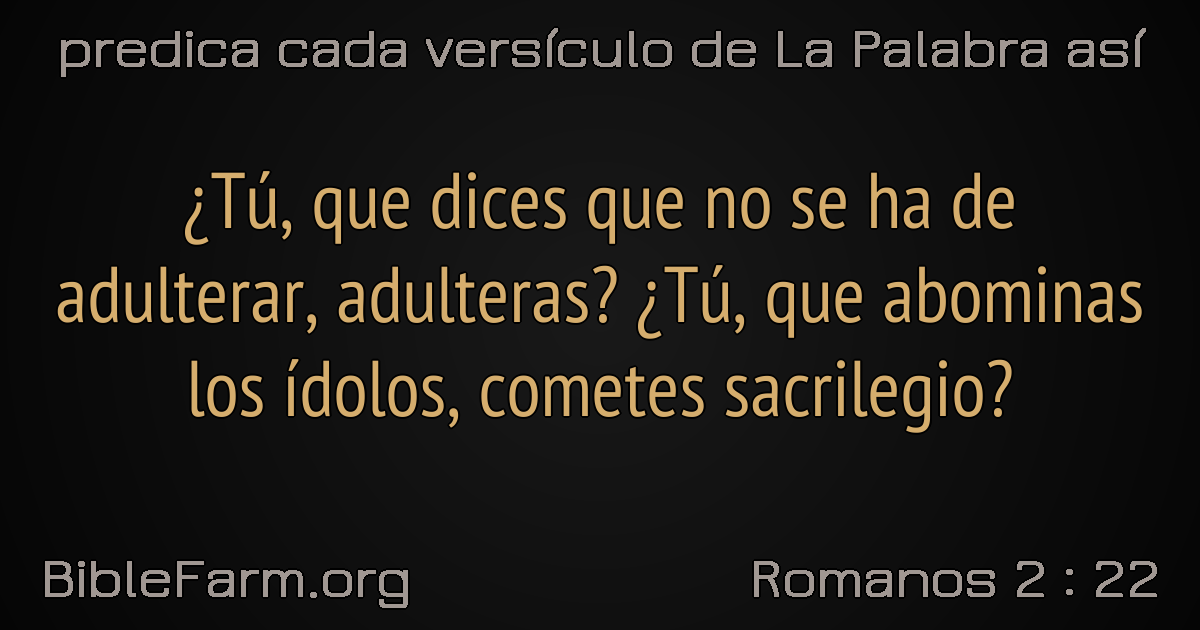 predica cada versículo de La Palabra así
¿Tú, que dices que no se ha de
adulterar, adulteras? ¿Tú, que abominas
los ídolos, cometes sacrilegio?
BibleFarm.org
Romanos 2 : 22